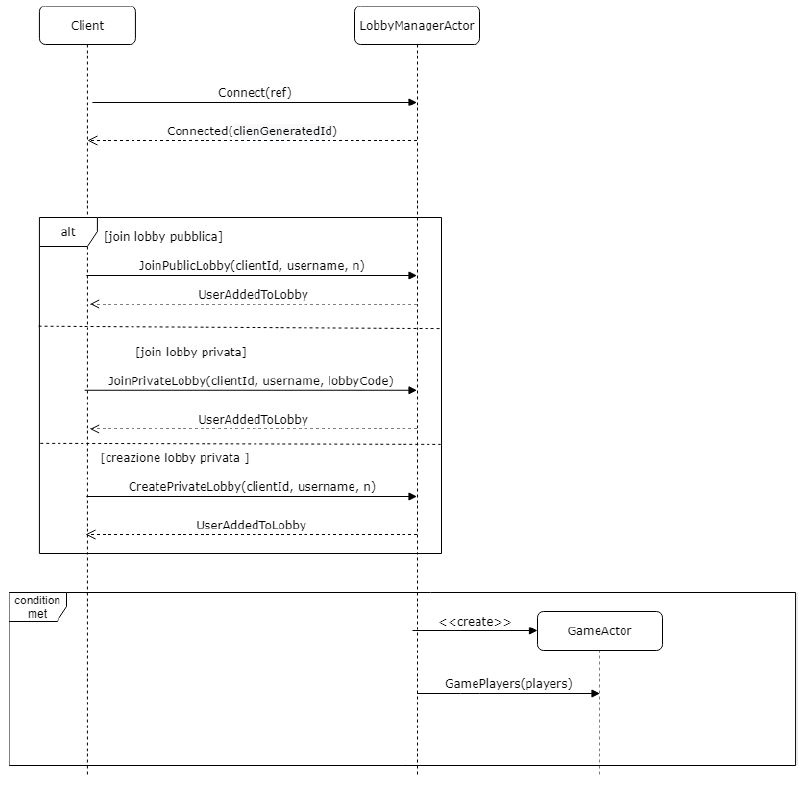 Client
LobbyManagerActor
Connect(ref)
Connected(clienGeneratedId)
alt
[join lobby pubblica]
JoinPublicLobby(clientId, username, n)
UserAddedToLobby
[join lobby privata]
JoinPrivateLobby(clientId, username, lobbyCode)
UserAddedToLobby
[creazione lobby privata ]
CreatePrivateLobby(clientId, username, n)
UserAddedToLobby
condition
met
<<create>>
GameActor
GamePlayers(players)